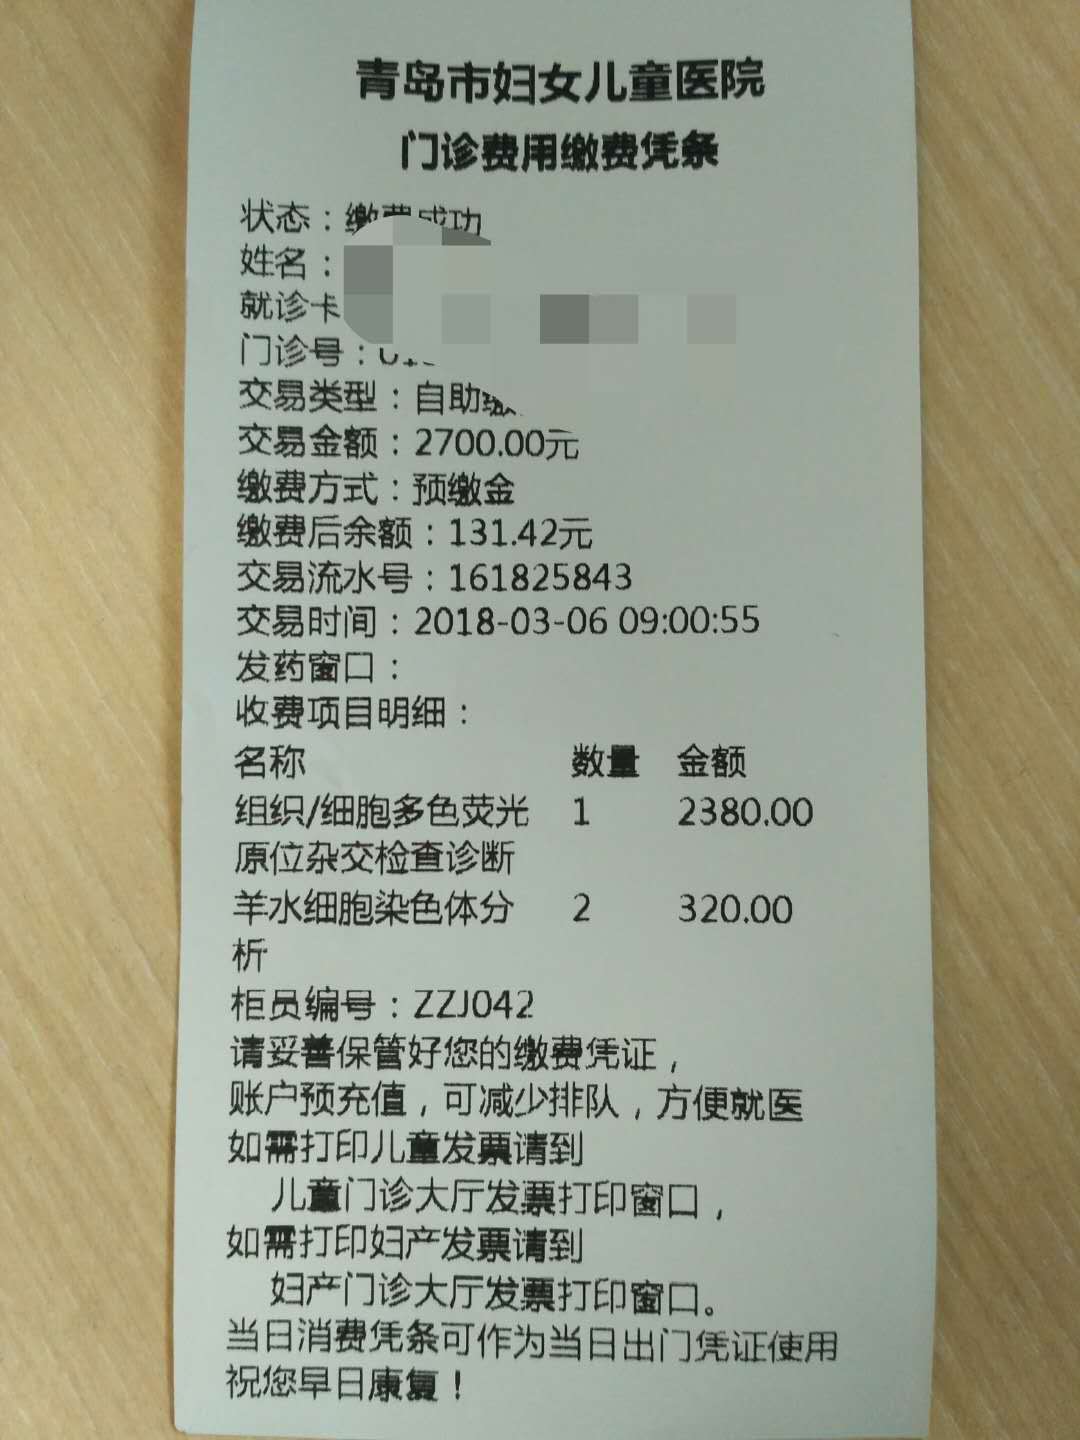 青岛市妇女儿童医院
门诊费用缴费凭条
状态：缴费成功
姓名：
就诊卡
门诊号：
交易类型：自助缴
交易金额：2700.00元
缴费方式：预缴金
缴费后余额：131.42元
交易流水号：161825843
交易时间：2018-03-06 09:00:55
发药窗口：
收费项目明细：
名称 数量 金额
组织/细胞多色荧光 1 2380.00
原位杂交检查诊断
羊水细胞染色体分 2 320.00
析
柜员编号：ZZJ042
请妥善保管好您的缴费凭证，
账户预充值，可减少排队，方便就医
如需打印儿童发票请到
儿童门诊大厅发票打印窗口，
如需打印妇产发票请到
妇产门诊大厅发票打印窗口。
当日消费凭条可作为当日出门凭证使用
祝您早日康复！